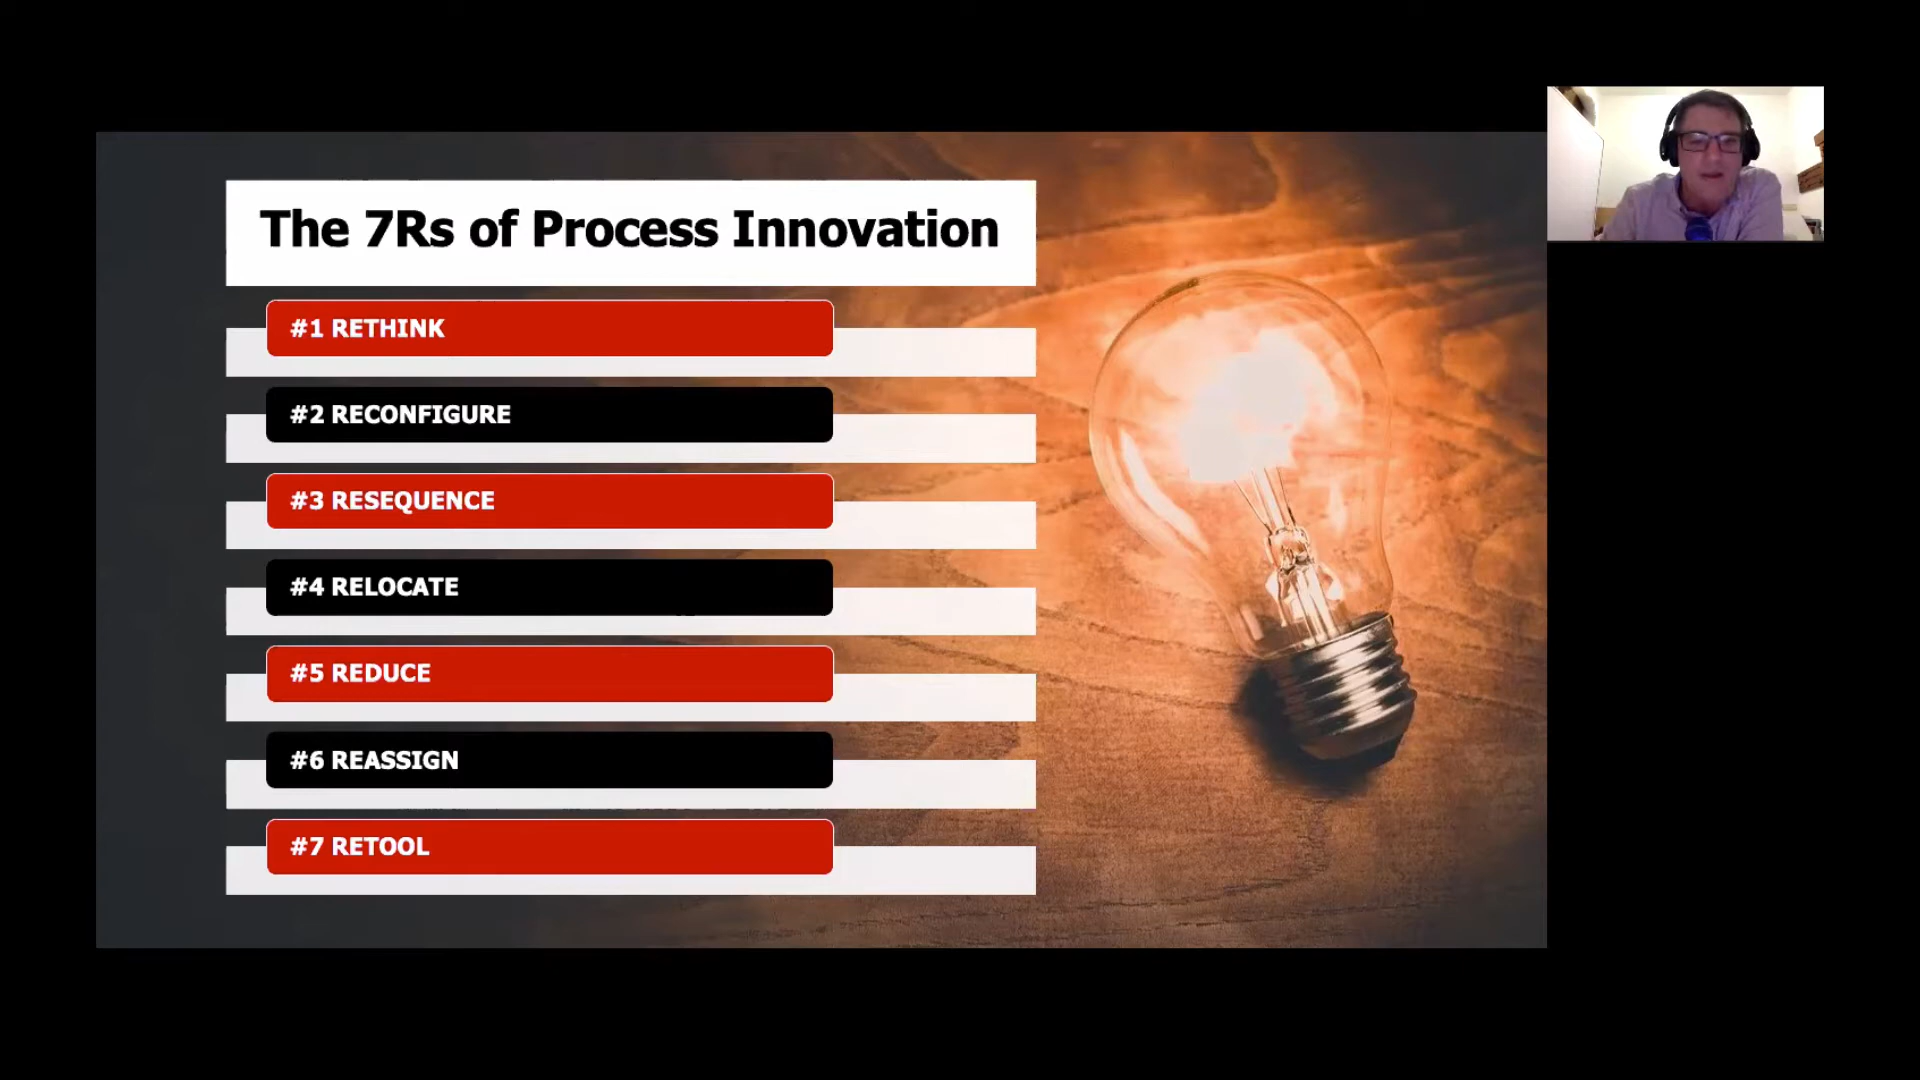 The 7Rs of Process Innovation
#1 RETHINK
#2 RECONFIGURE
#3 RESEQUENCE
#4 RELOCATE
#5 REDUCE
#6 REASSIGN
#7 RETOOL